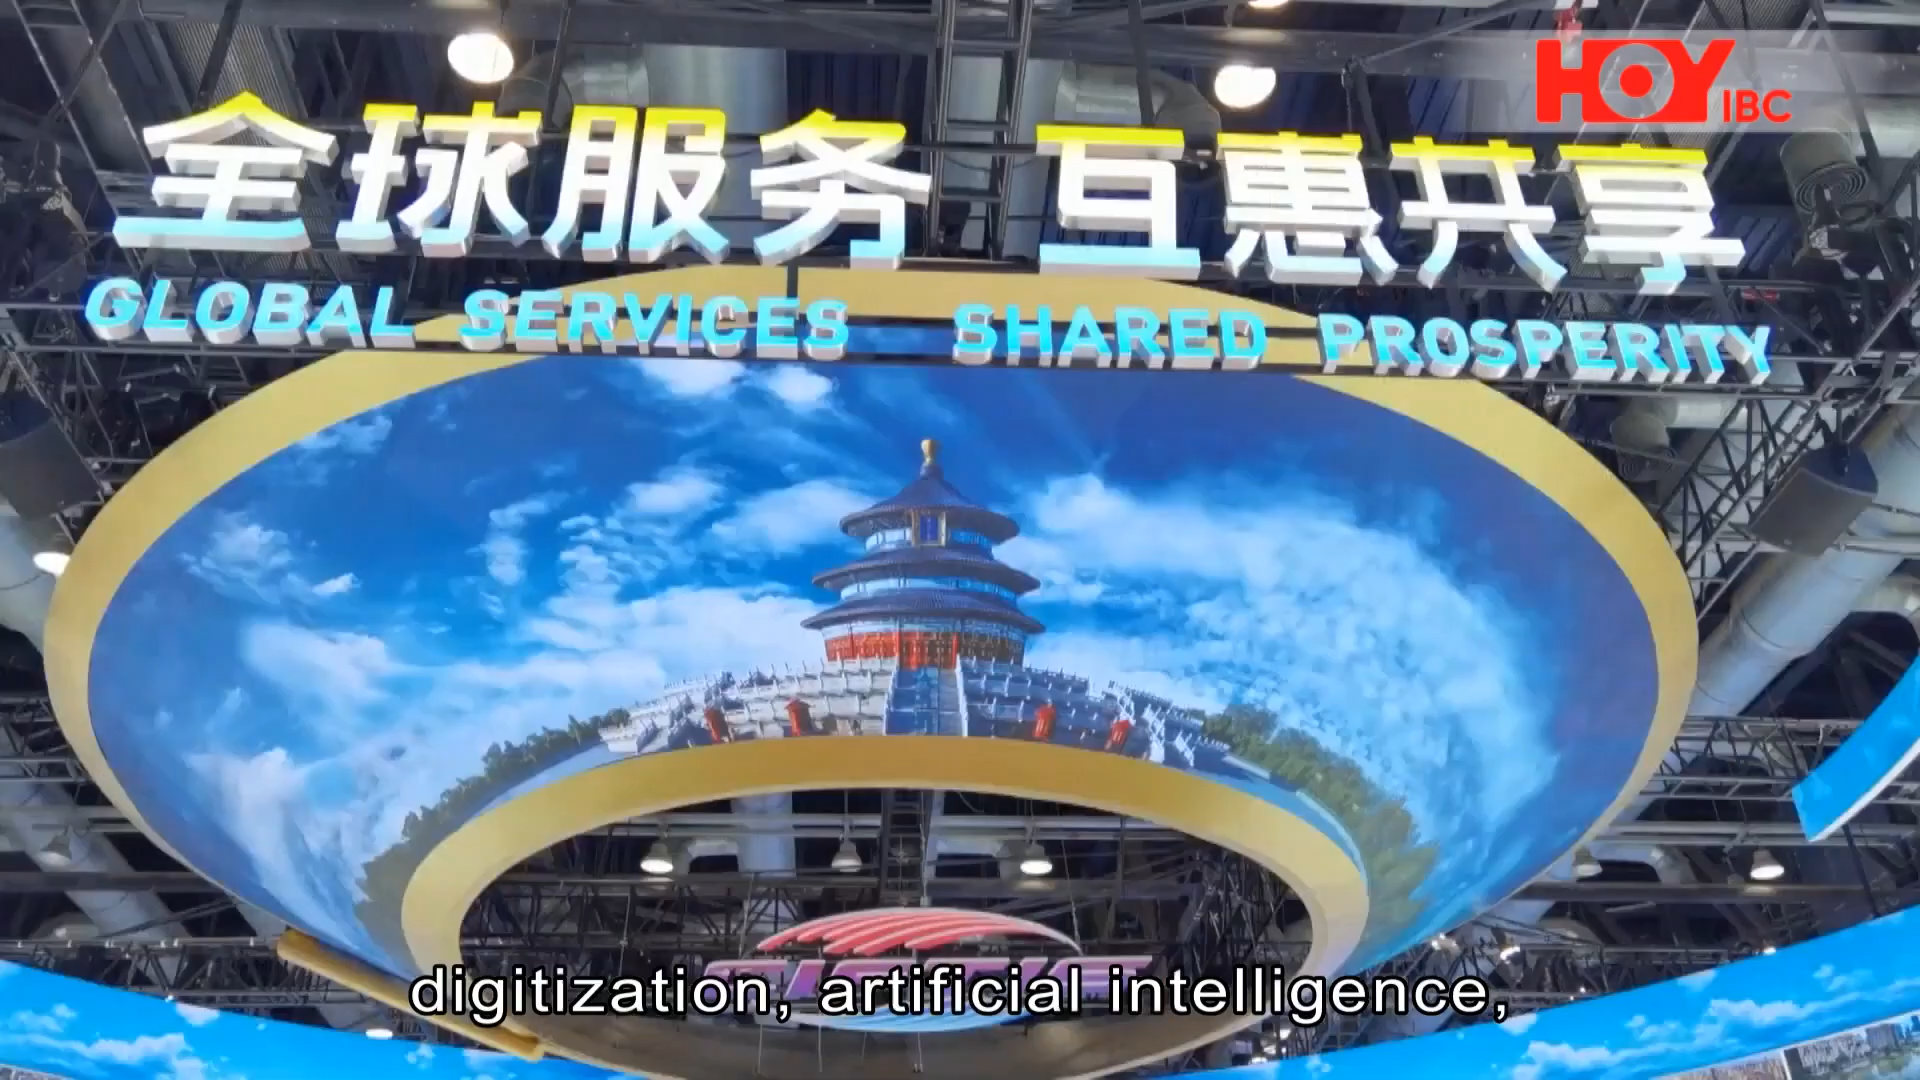 HOY IBC
全球服务 互惠共享
GLOBAL SERVICES SHARED PROSPERITY
digitization, artificial intelligence,